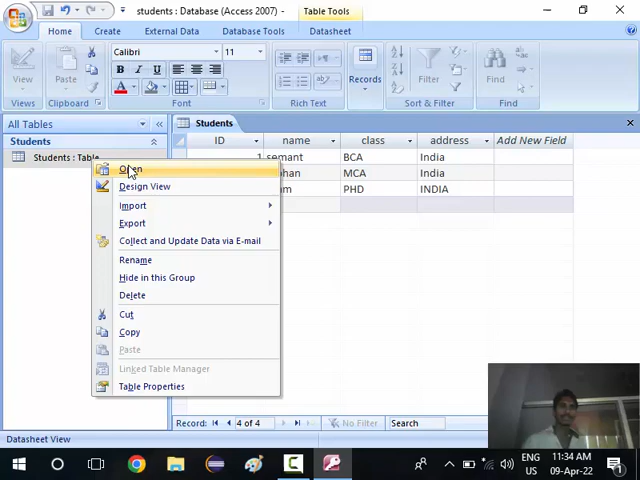 students : Database (Access 2007)
Table Tools
Home
Create
External Data
Database Tools
Datasheet
View
Views
Paste
Clipboard
Calibri
11
B I U
A
Font
Rich Text
Records
Filter
Sort & Filter
Find
Find
All Tables
Students
Students : Table
Students
ID
name
class
address
Add New Field
1 semant BCA India
han MCA India
m PHD INDIA
Open
Design View
Import
Export
Collect and Update Data via E-mail
Rename
Hide in this Group
Delete
Cut
Copy
Paste
Linked Table Manager
Table Properties
Record:
4 of 4
No Filter
Search
Datasheet View
ENG
US
11:34 AM
09-Apr-22
1